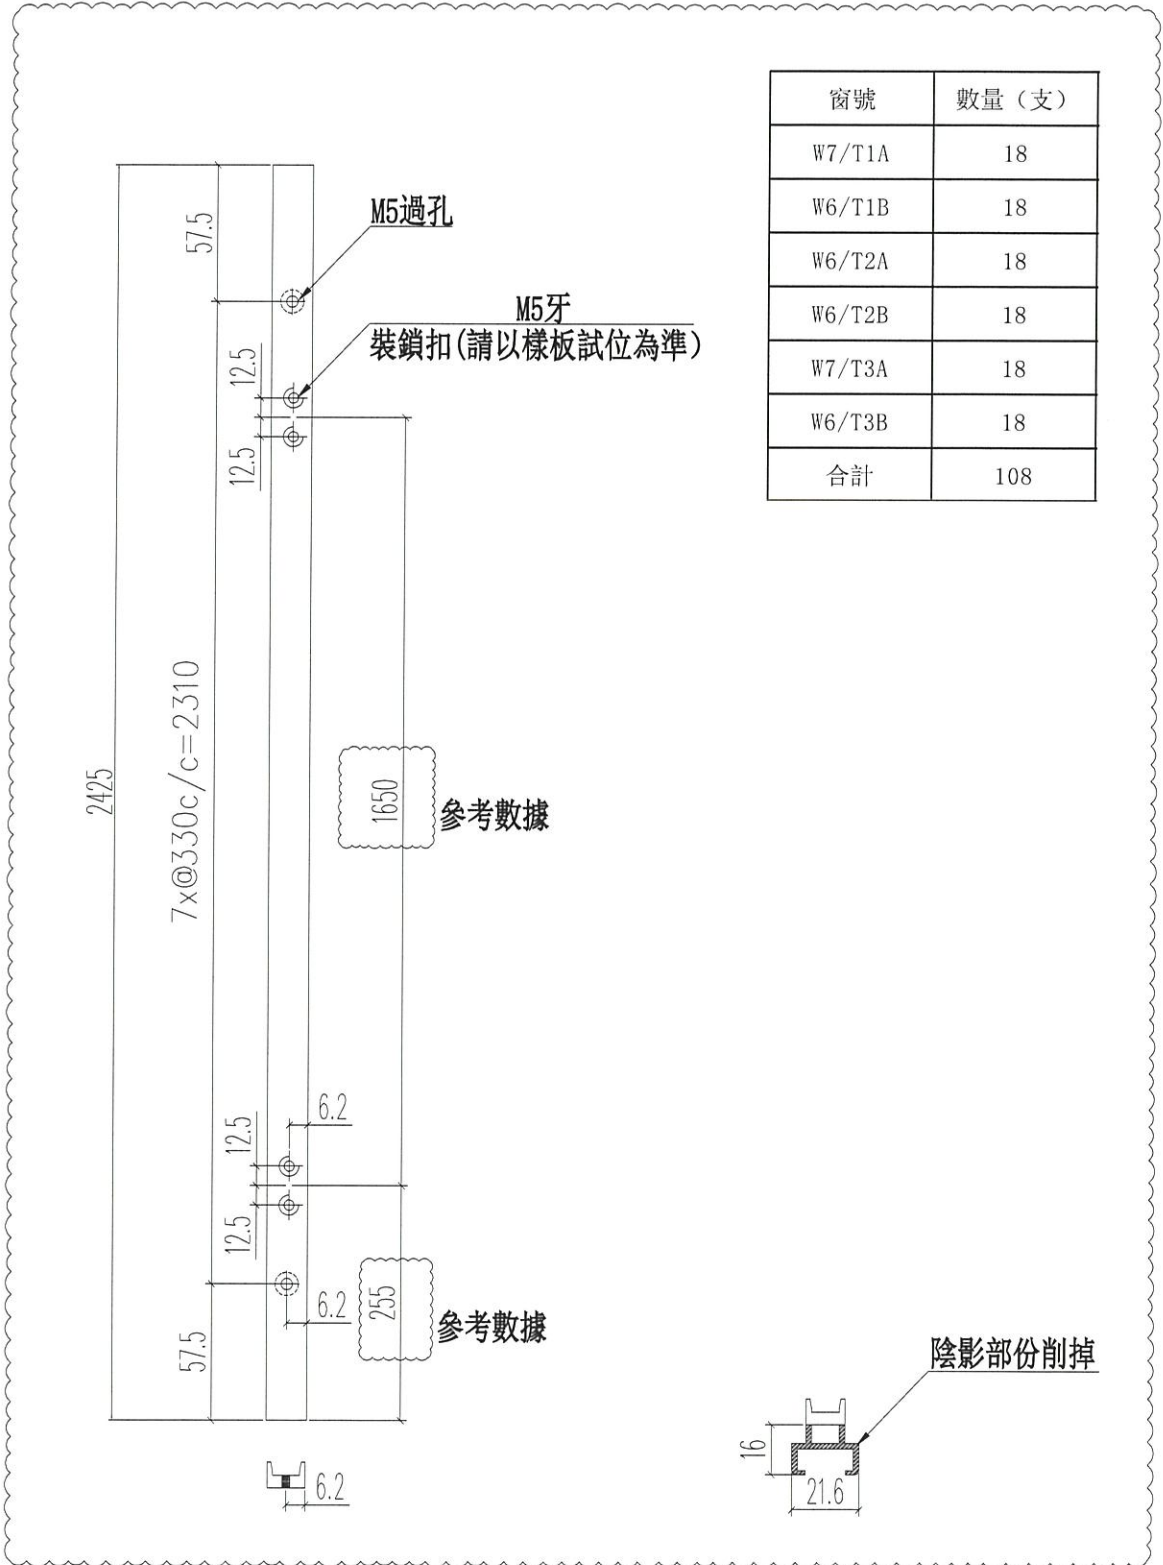 窗號 數量（支）
W7/T1A 18
W6/T1B 18
W6/T2A 18
W6/T2B 18
W7/T3A 18
W6/T3B 18
合計 108
57.5
M5過孔
M5牙
裝鎖扣(請以樣板試位為準)
12.5
12.5
2425
7x@330c/c=2310
1650
參考數據
6.2
12.5
12.5
6.2
255
參考數據
57.5
陰影部份削掉
16
21.6
6.2